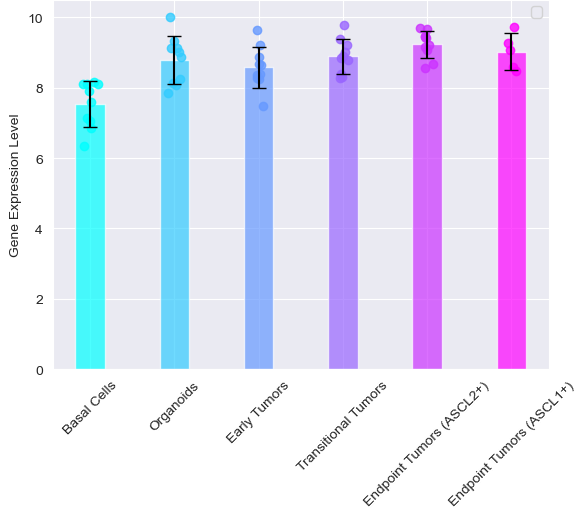 Gene Expression Level
10
8
6
4
2
0
Basal Cells
Organoids
Early Tumors
Transitional Tumors
Endpoint Tumors (ASCL2+)
Endpoint Tumors (ASCL1+)